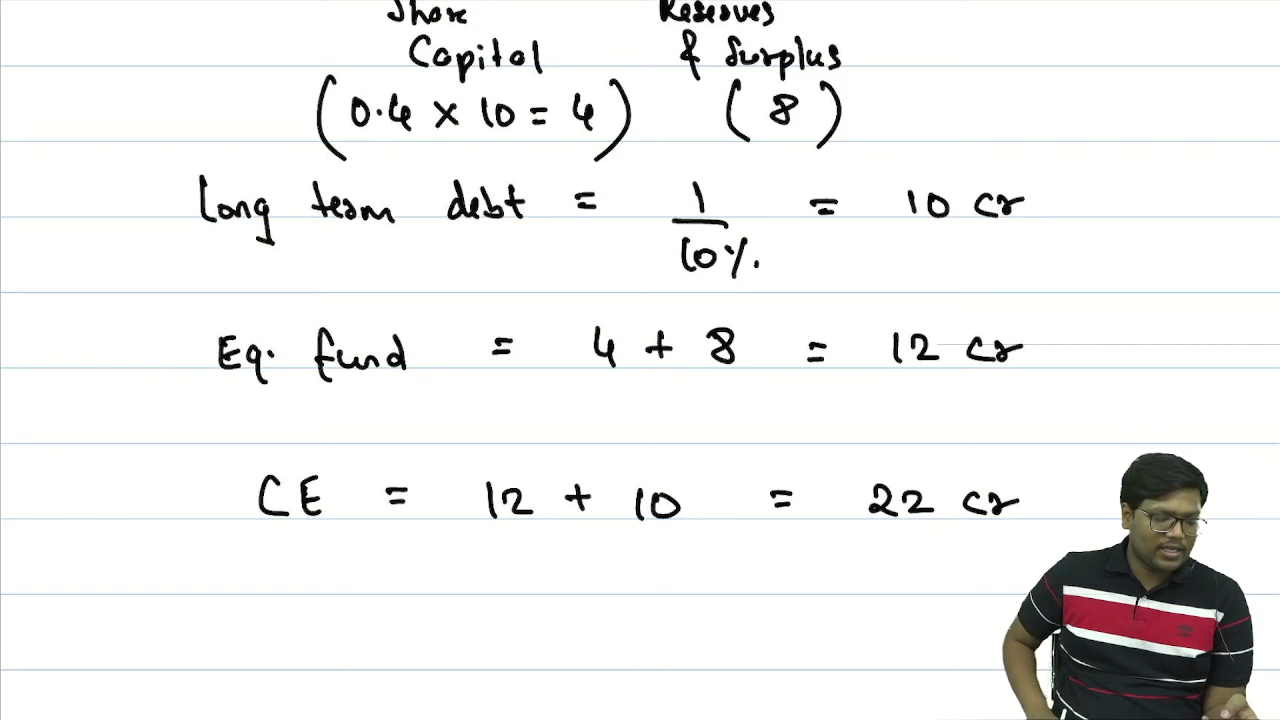 Share Reserves
Capital & Surplus
(0.4 × 10 = 4) (8)
Long term debt = 1/10% = 10 cr
Eq. fund = 4 + 8 = 12 cr
CE = 12 + 10 = 22 cr